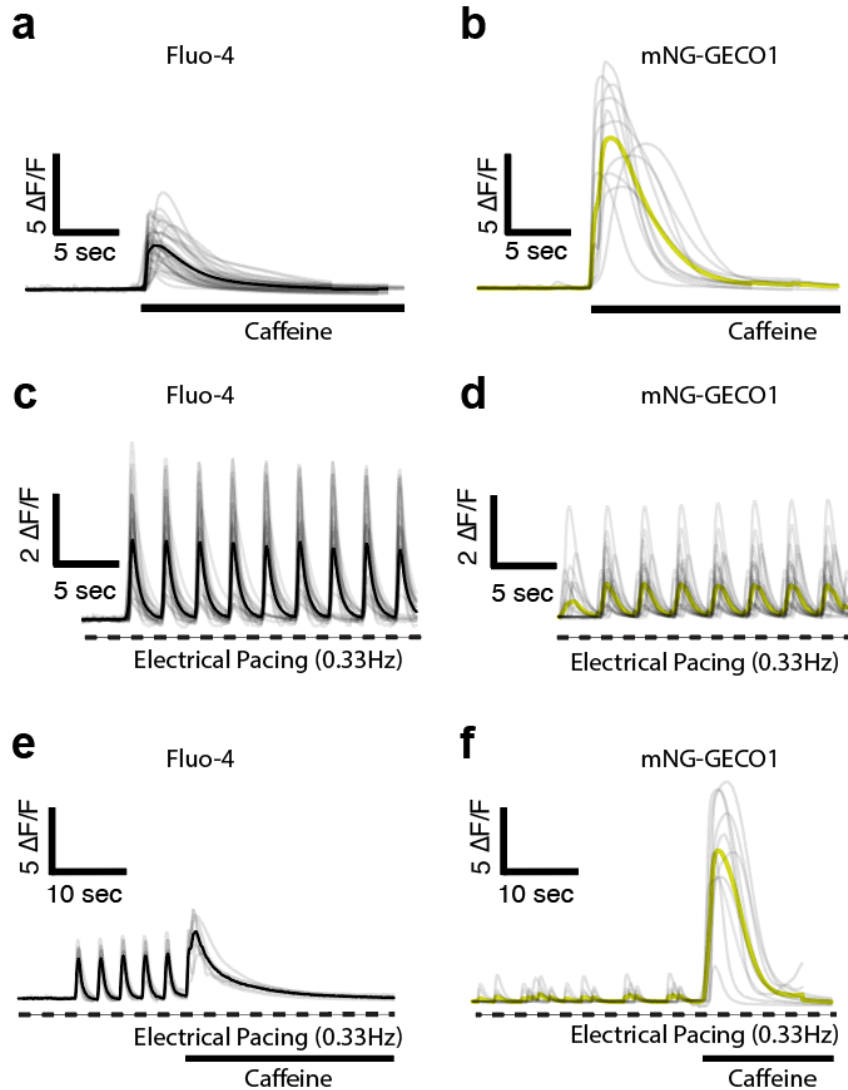 a
Fluo-4
5 ΔF/F
5 sec
Caffeine
b
mNG-GECO1
5 ΔF/F
5 sec
Caffeine
c
Fluo-4
2 ΔF/F
5 sec
Electrical Pacing (0.33Hz)
d
mNG-GECO1
2 ΔF/F
5 sec
Electrical Pacing (0.33Hz)
e
Fluo-4
5 ΔF/F
10 sec
Electrical Pacing (0.33Hz)
Caffeine
f
mNG-GECO1
5 ΔF/F
10 sec
Electrical Pacing (0.33Hz)
Caffeine